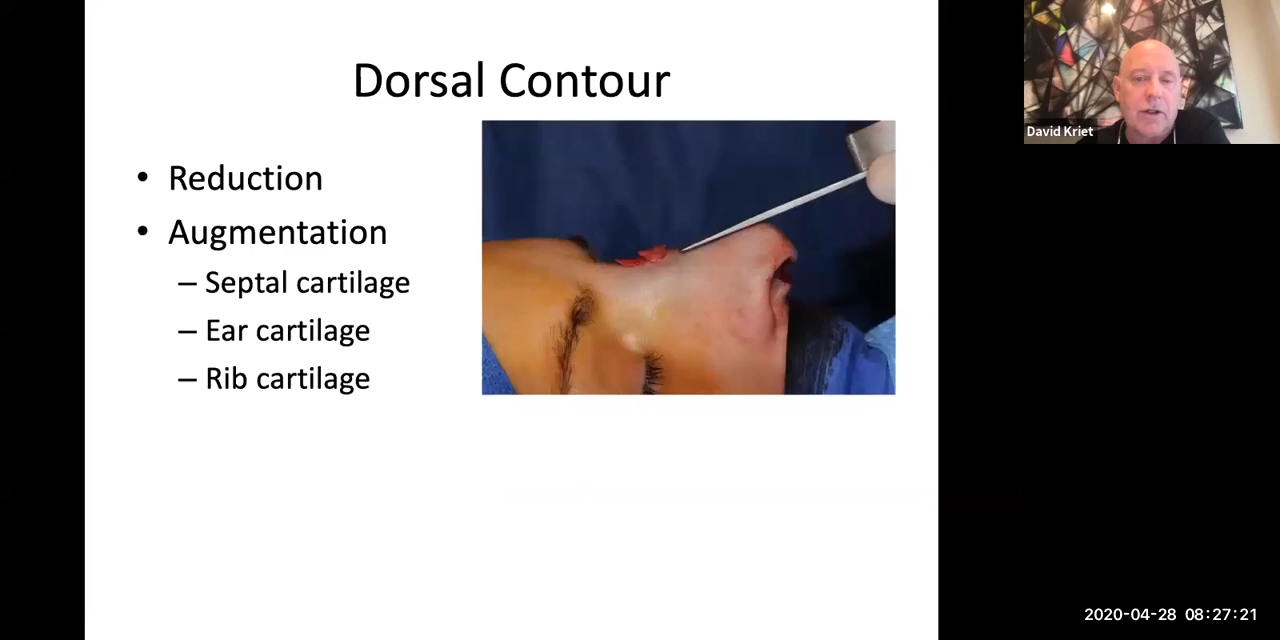 Dorsal Contour
• Reduction
• Augmentation
– Septal cartilage
– Ear cartilage
– Rib cartilage
David Kriet
2020-04-28 08:27:21